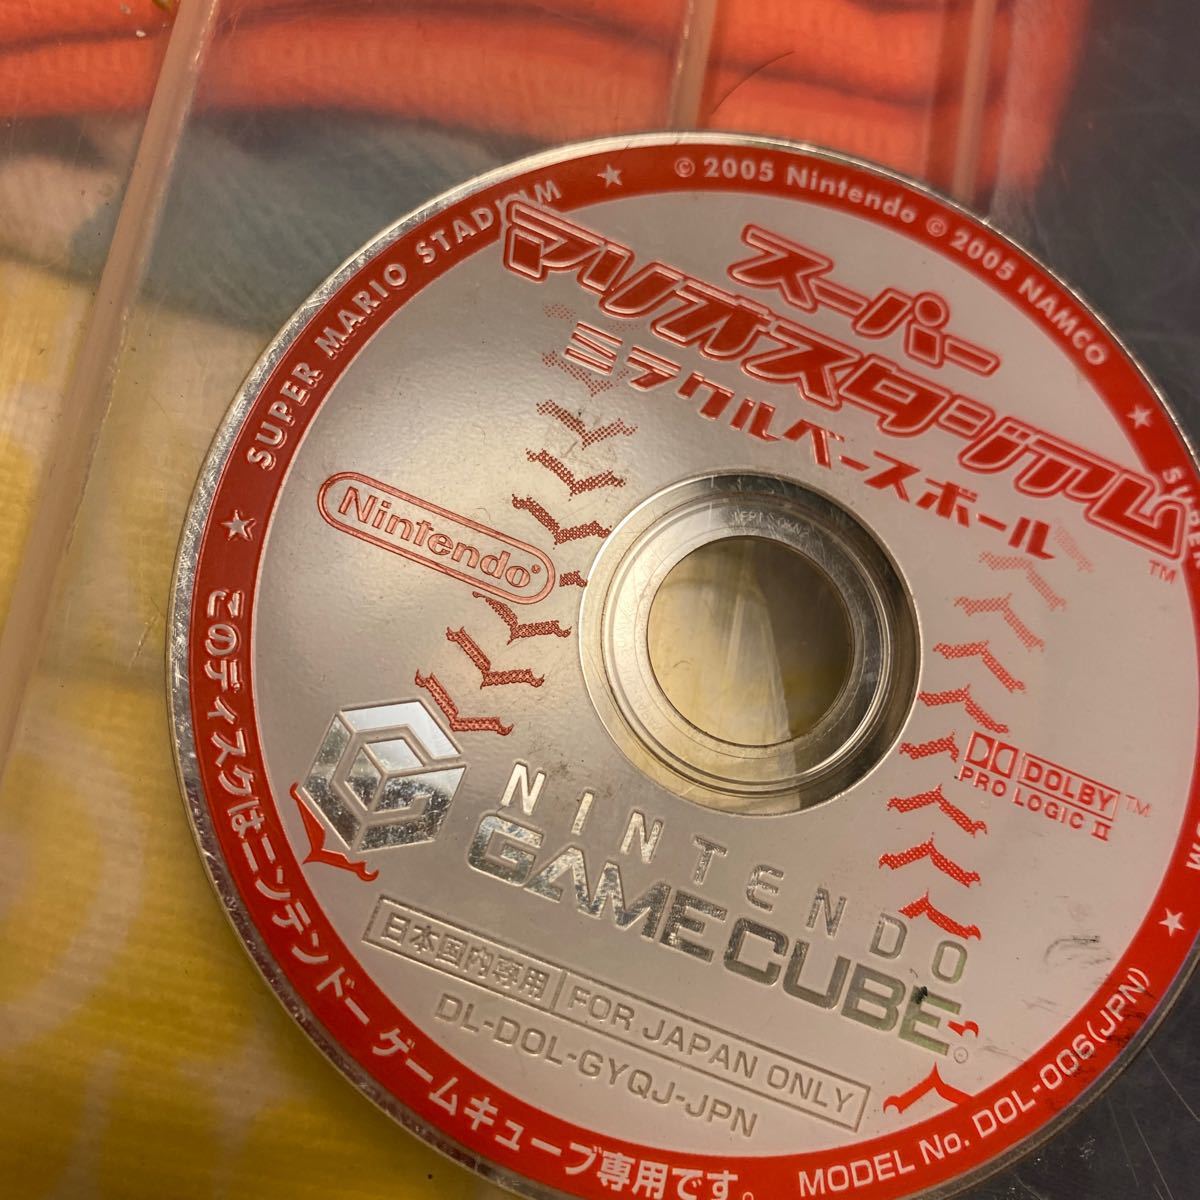 © 2005 Nintendo © 2005 NAMCO
SUPER MARIO STADIUM
スーパー
マリオスタジアム
ミラクルベースボール
TM
Nintendo®
DOLBY TM
PRO LOGIC II
NINTENDO
GAMECUBE
日本国内専用 FOR JAPAN ONLY
DL-DOL-GYQJ-JPN
このディスクはニンテンドーゲームキューブ専用です。
MODEL No. DOL-006(JPN)